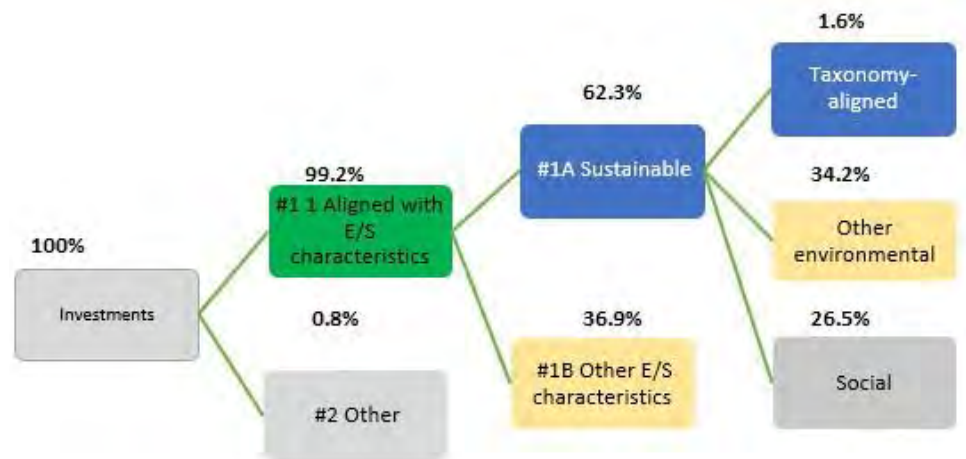 1.6%
Taxonomy-
aligned
62.3%
#1A Sustainable
34.2%
Other
environmental
99.2%
#1 1 Aligned with
E/S
characteristics
100%
Investments
0.8%
#2 Other
36.9%
#1B Other E/S
characteristics
26.5%
Social